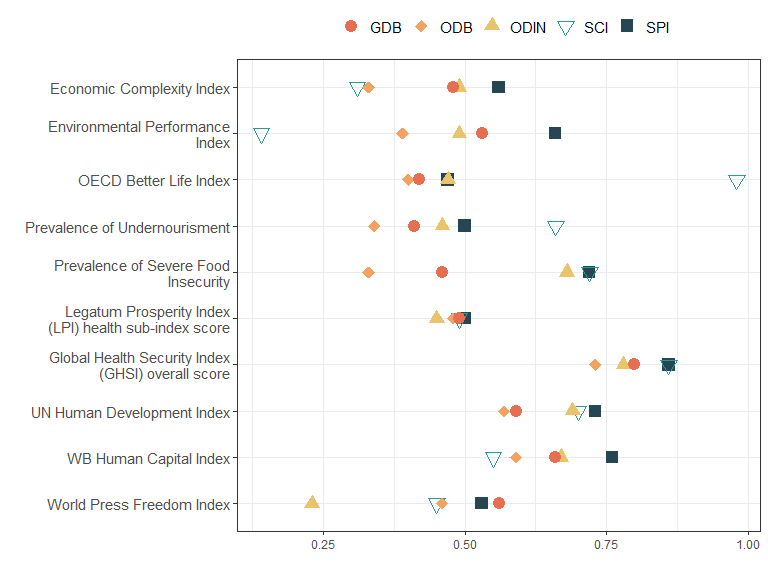 GDB ODB ODIN SCI SPI
Economic Complexity Index
Environmental Performance
Index
OECD Better Life Index
Prevalence of Undernourisment
Prevalence of Severe Food
Insecurity
Legatum Prosperity Index
(LPI) health sub-index score
Global Health Security Index
(GHSI) overall score
UN Human Development Index
WB Human Capital Index
World Press Freedom Index
0.25 0.50 0.75 1.00